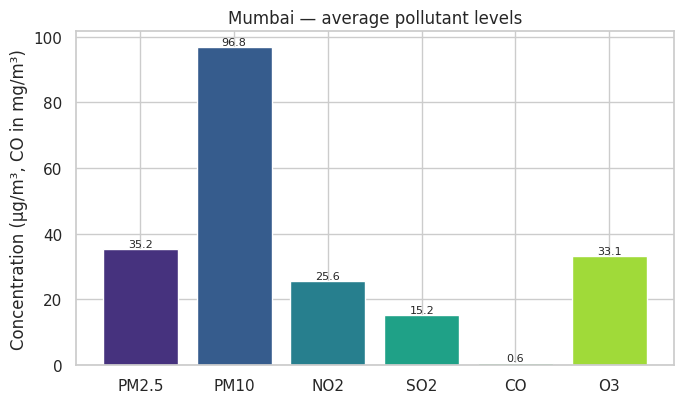 Mumbai — average pollutant levels
Concentration (µg/m³, CO in mg/m³)
100
80
60
40
20
0
35.2
96.8
25.6
15.2
0.6
33.1
PM2.5
PM10
NO2
SO2
CO
O3